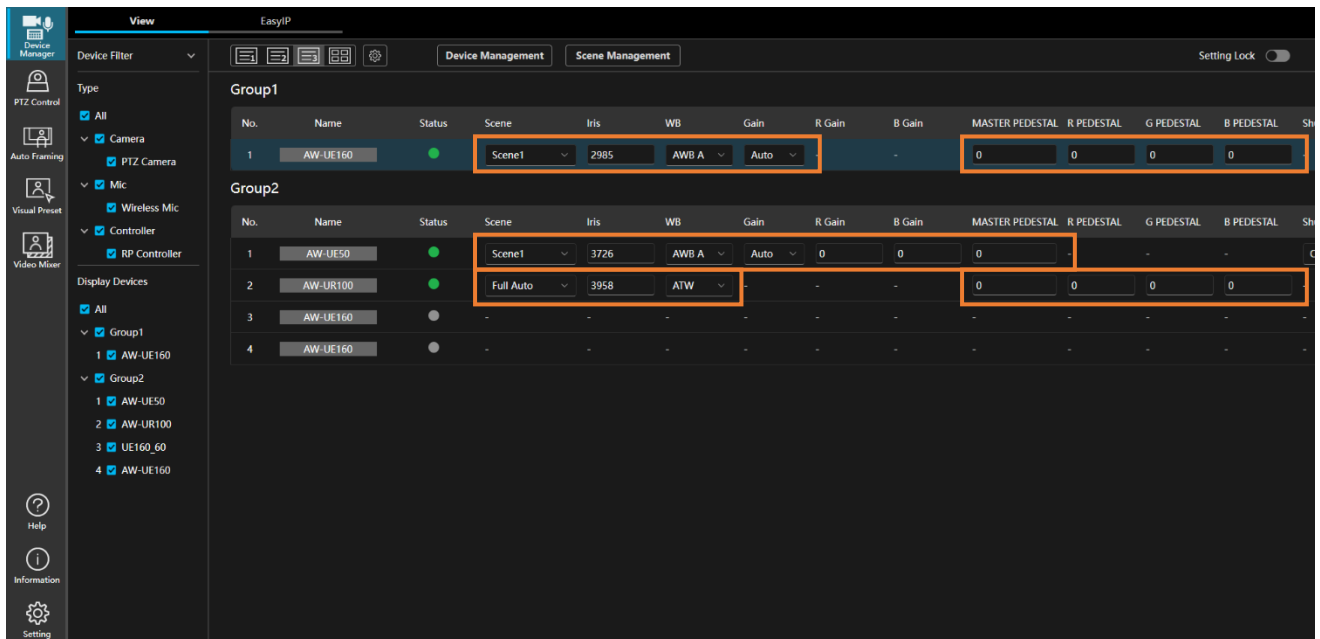 View EasyIP
Device Manager
PTZ Control
Auto Framing
Visual Preset
Video Mixer
Help
Information
Setting
Device Filter
Type
All
Camera
PTZ Camera
Mic
Wireless Mic
Controller
RP Controller
Display Devices
All
Group1
1 AW-UE160
Group2
1 AW-UE50
2 AW-UR100
3 UE160_60
4 AW-UE160
1 2 3 Device Management Scene Management Setting Lock
Group1
No. Name Status Scene Iris WB Gain R Gain B Gain MASTER PEDESTAL R PEDESTAL G PEDESTAL B PEDESTAL
1 AW-UE160 Scene1 2985 AWB A Auto - - 0 0 0 0 -
Group2
No. Name Status Scene Iris WB Gain R Gain B Gain MASTER PEDESTAL R PEDESTAL G PEDESTAL B PEDESTAL
1 AW-UE50 Scene1 3726 AWB A Auto 0 0 0 - - -
2 AW-UR100 Full Auto 3958 ATW - - - 0 0 0 0 -
3 AW-UE160 - - - - - - - - - - -
4 AW-UE160 - - - - - - - - - - -